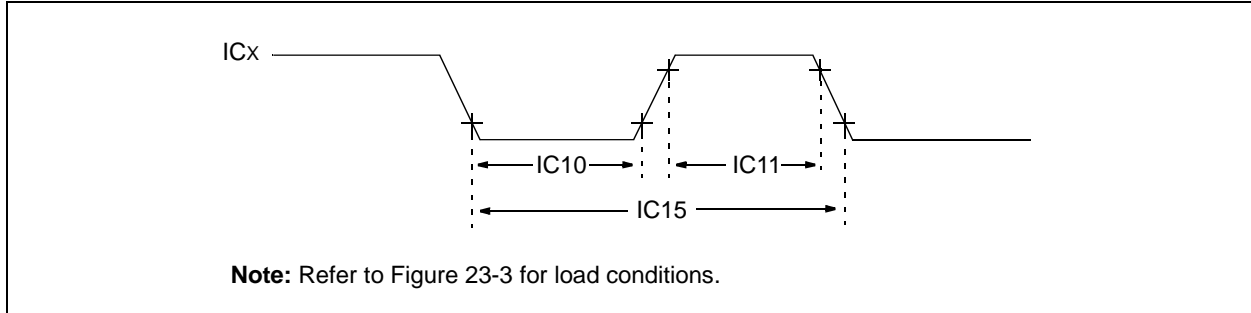 ICX
IC10
IC11
IC15
Note: Refer to Figure 23-3 for load conditions.